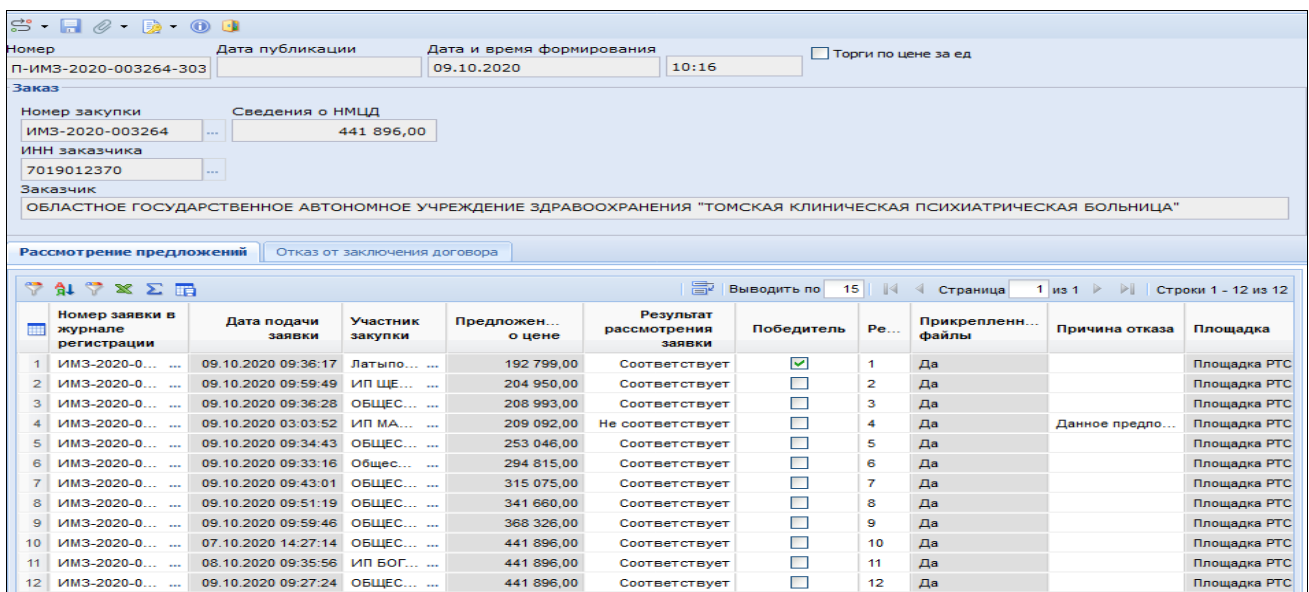 Номер Дата публикации Дата и время формирования
П-ИМЗ-2020-003264-303 09.10.2020 10:16 Торги по цене за ед
Заказ
Номер закупки Сведения о НМЦД
ИМЗ-2020-003264 ... 441 896,00
ИНН заказчика
7019012370 ...
Заказчик
ОБЛАСТНОЕ ГОСУДАРСТВЕННОЕ АВТОНОМНОЕ УЧРЕЖДЕНИЕ ЗДРАВООХРАНЕНИЯ "ТОМСКАЯ КЛИНИЧЕСКАЯ ПСИХИАТРИЧЕСКАЯ БОЛЬНИЦА"
Рассмотрение предложений Отказ от заключения договора
Выводить по 15 Страница 1 из 1 Строки 1 - 12 из 12
Номер заявки в журнале регистрации Дата подачи заявки Участник закупки Предложен... о цене Результат рассмотрения заявки Победитель Ре... Прикрепленн... файлы Причина отказа Площадка
1 ИМЗ-2020-0... ... 09.10.2020 09:36:17 Латыпо... ... 192 799,00 Соответствует 1 Да Площадка РТС
2 ИМЗ-2020-0... ... 09.10.2020 09:59:49 ИП ЩЕ... ... 204 950,00 Соответствует 2 Да Площадка РТС
3 ИМЗ-2020-0... ... 09.10.2020 09:36:28 ОБЩЕС... ... 208 993,00 Соответствует 3 Да Площадка РТС
4 ИМЗ-2020-0... ... 09.10.2020 03:03:52 ИП МА... ... 209 092,00 Не соответствует 4 Да Данное предло... Площадка РТС
5 ИМЗ-2020-0... ... 09.10.2020 09:34:43 ОБЩЕС... ... 253 046,00 Соответствует 5 Да Площадка РТС
6 ИМЗ-2020-0... ... 09.10.2020 09:33:16 Общес... ... 294 815,00 Соответствует 6 Да Площадка РТС
7 ИМЗ-2020-0... ... 09.10.2020 09:43:01 ОБЩЕС... ... 315 075,00 Соответствует 7 Да Площадка РТС
8 ИМЗ-2020-0... ... 09.10.2020 09:51:19 ОБЩЕС... ... 341 660,00 Соответствует 8 Да Площадка РТС
9 ИМЗ-2020-0... ... 09.10.2020 09:59:46 ОБЩЕС... ... 368 326,00 Соответствует 9 Да Площадка РТС
10 ИМЗ-2020-0... ... 07.10.2020 14:27:14 ОБЩЕС... ... 441 896,00 Соответствует 10 Да Площадка РТС
11 ИМЗ-2020-0... ... 08.10.2020 09:35:56 ИП БОГ... ... 441 896,00 Соответствует 11 Да Площадка РТС
12 ИМЗ-2020-0... ... 09.10.2020 09:27:24 ОБЩЕС... ... 441 896,00 Соответствует 12 Да Площадка РТС